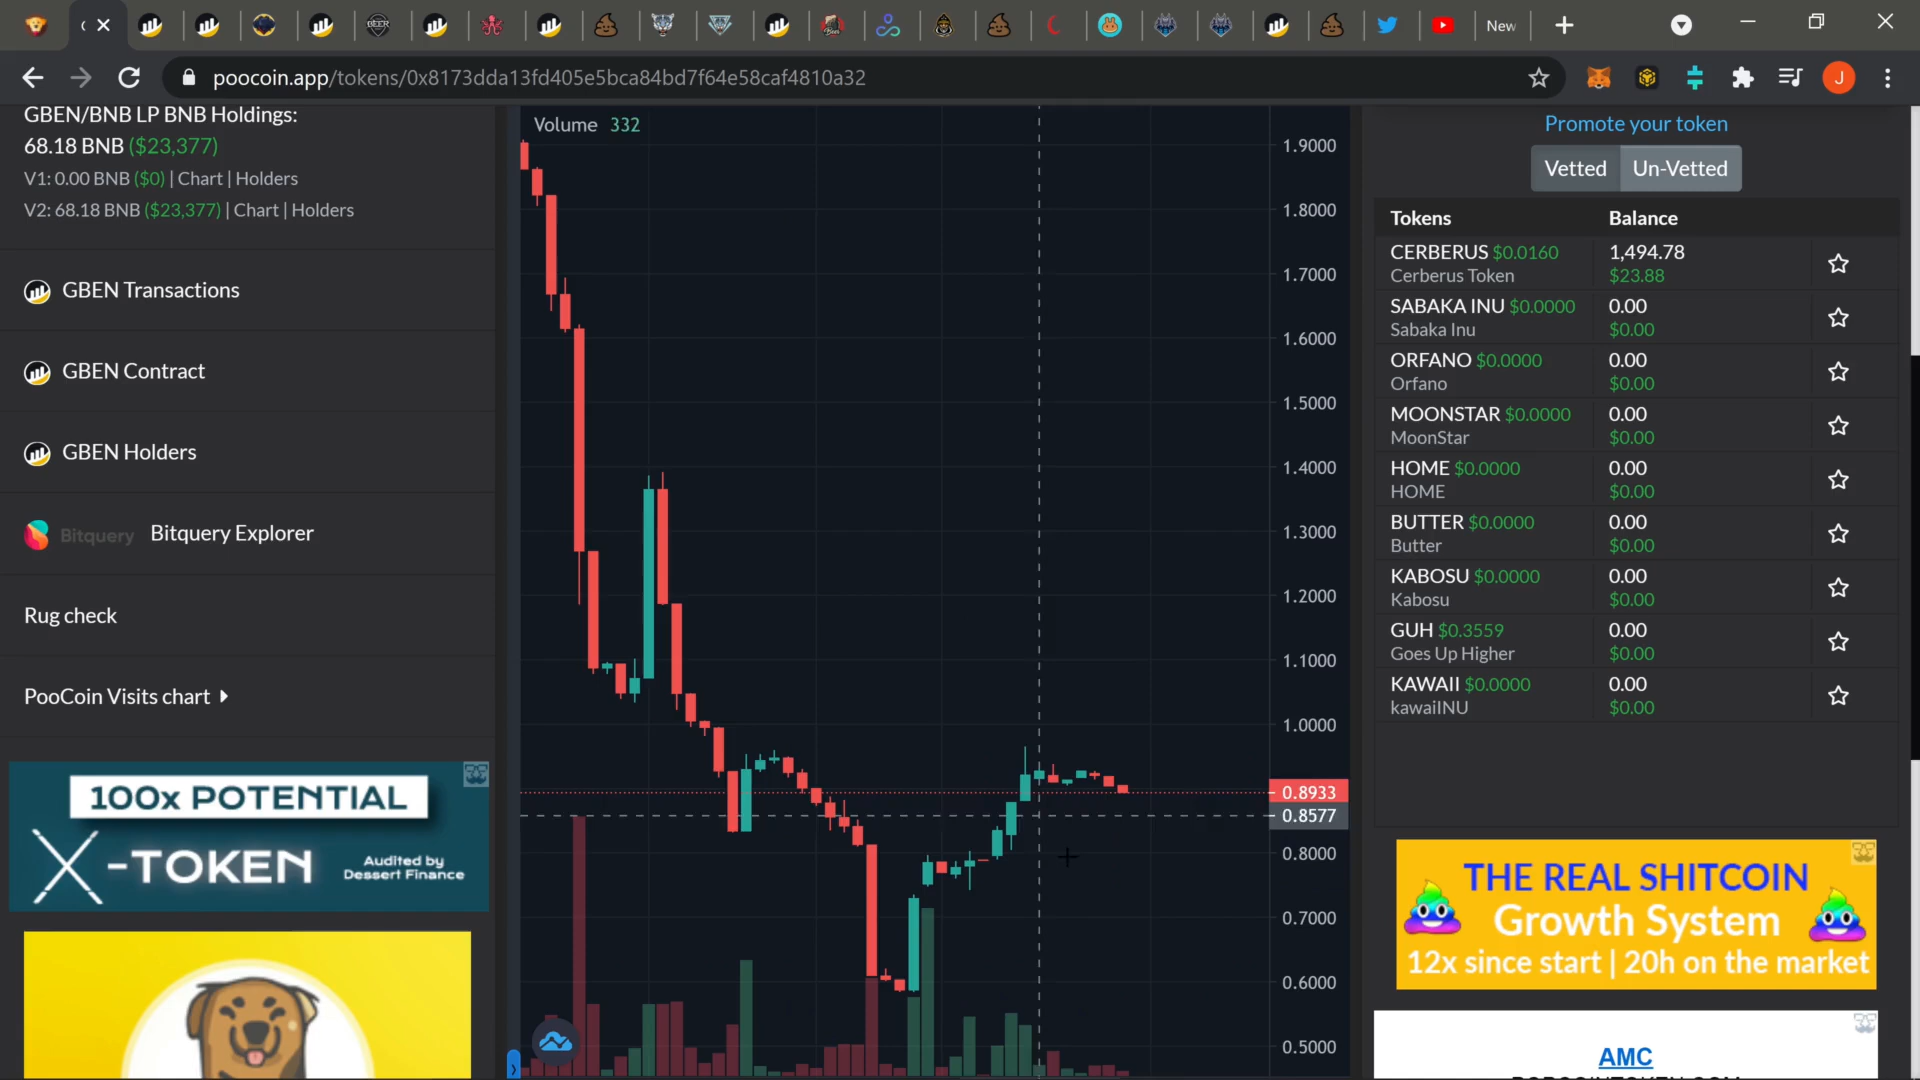 BEER
New
poocoin.app/tokens/0x8173dda13fd405e5bca84bd7f64e58caf4810a32
J
GBEN/BNB LP BNB Holdings:
68.18 BNB ($23,377)
V1: 0.00 BNB ($0) | Chart | Holders
V2: 68.18 BNB ($23,377) | Chart | Holders
GBEN Transactions
GBEN Contract
GBEN Holders
Bitquery Bitquery Explorer
Rug check
PooCoin Visits chart
100x POTENTIAL
X-TOKEN
Audited by
Dessert Finance
Volume 332
1.9000
1.8000
1.7000
1.6000
1.5000
1.4000
1.3000
1.2000
1.1000
1.0000
0.8933
0.8577
0.8000
0.7000
0.6000
0.5000
Promote your token
Vetted Un-Vetted
Tokens Balance
CERBERUS $0.0160 1,494.78
Cerberus Token $23.88
SABAKA INU $0.0000 0.00
Sabaka Inu $0.00
ORFANO $0.0000 0.00
Orfano $0.00
MOONSTAR $0.0000 0.00
MoonStar $0.00
HOME $0.0000 0.00
HOME $0.00
BUTTER $0.0000 0.00
Butter $0.00
KABOSU $0.0000 0.00
Kabosu $0.00
GUH $0.3559 0.00
Goes Up Higher $0.00
KAWAII $0.0000 0.00
kawaiINU $0.00
THE REAL SHITCOIN
Growth System
12x since start | 20h on the market
AMC